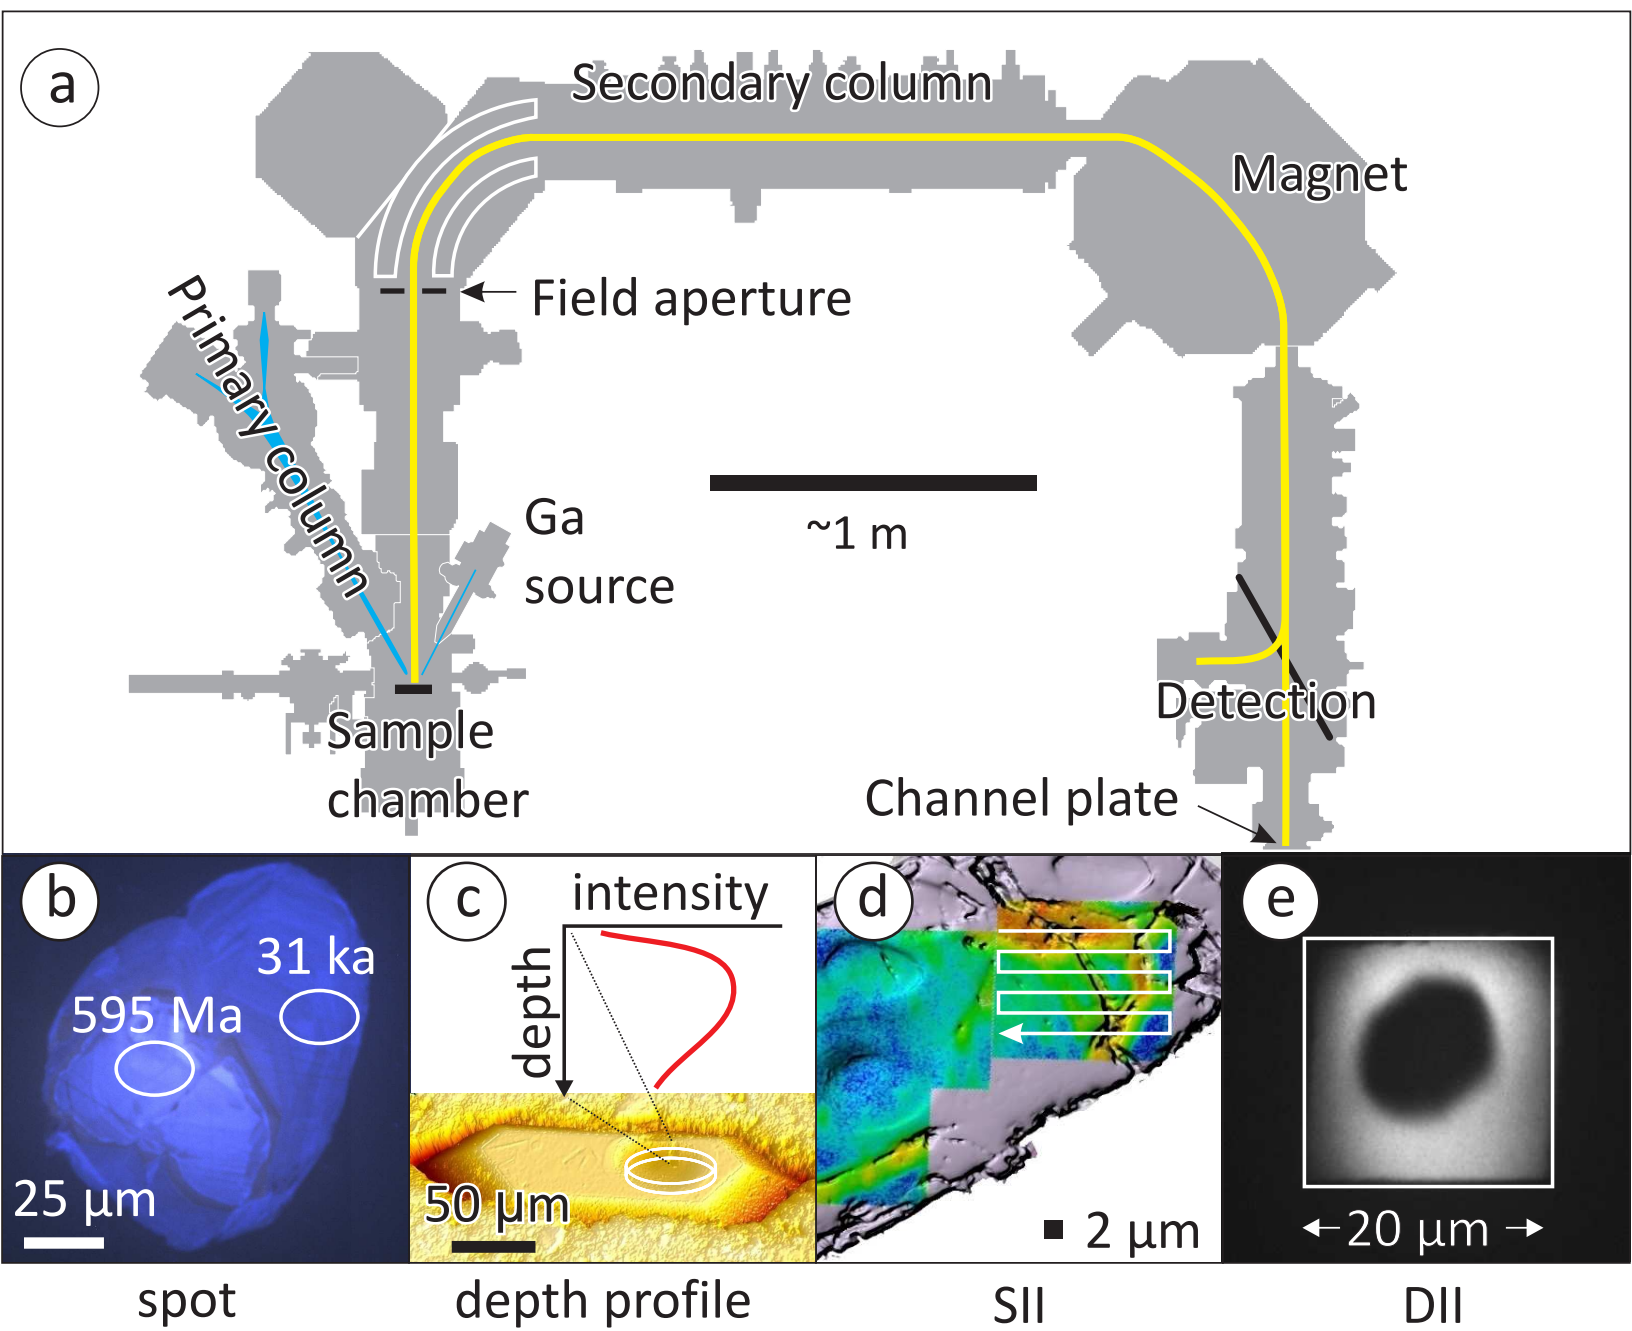 a
Secondary column
Magnet
Field aperture
Primary column
Ga
source
~1 m
Sample
chamber
Detection
Channel plate
b
31 ka
595 Ma
25 µm
c
intensity
depth
50 µm
d
2 µm
e
20 µm
spot
depth profile
SII
DII